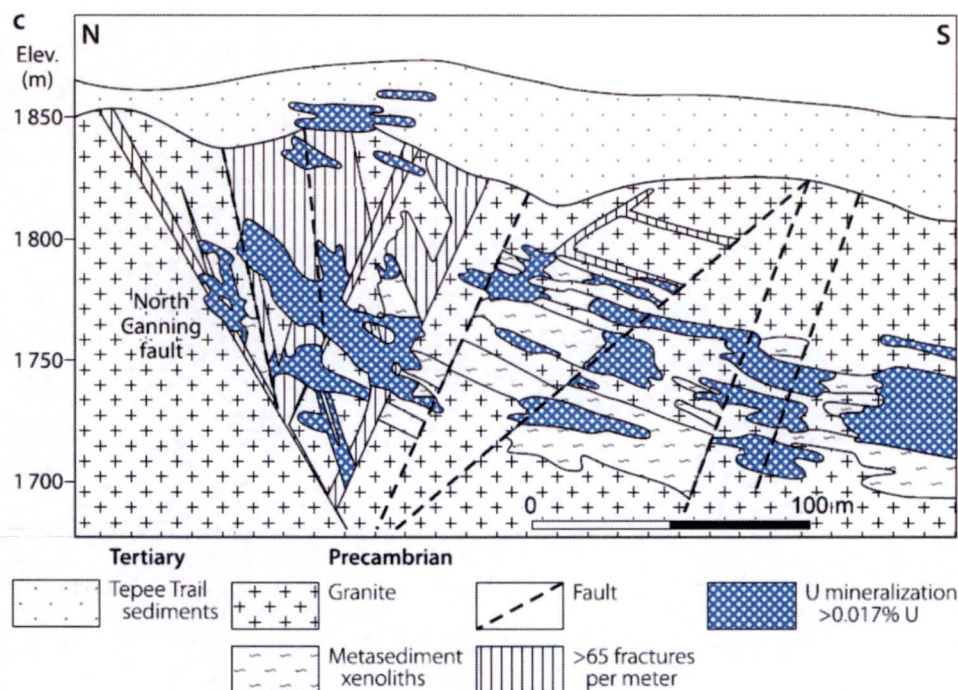 c
N
S
Elev.
(m)
1850
1800
1750
1700
North
Canning
fault
0
100 m
Tertiary
Precambrian
Tepee Trail
sediments
Granite
Fault
U mineralization
>0.017% U
Metasediment
xenoliths
>65 fractures
per meter